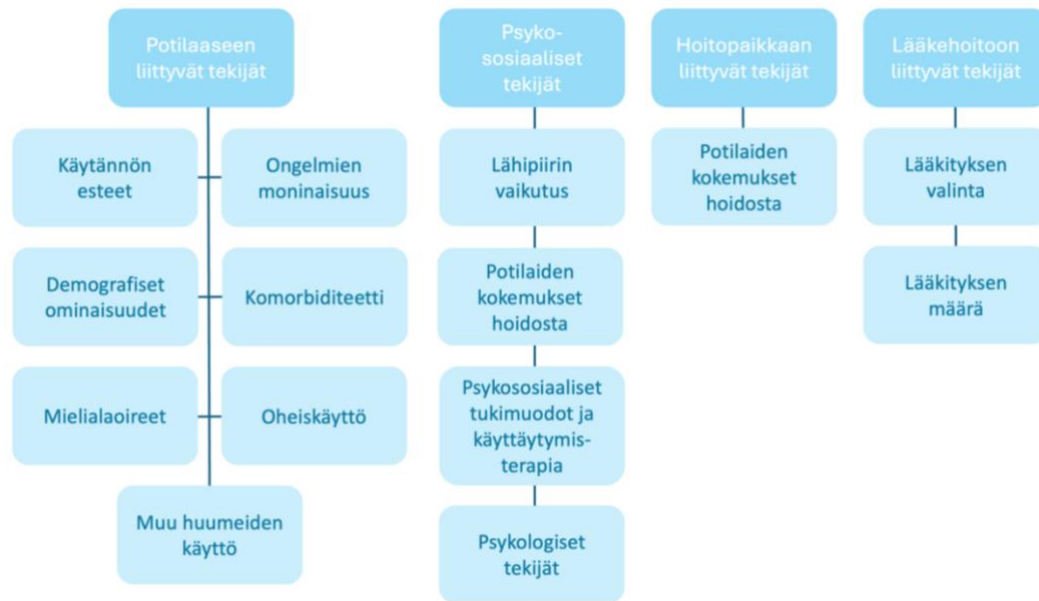 Potilaaseen
liittyvät tekijät
Käytännön
esteet
Ongelmien
moninaisuus
Demografiset
ominaisuudet
Komorbiditeetti
Mielialaoireet
Oheiskäyttö
Muu huumeiden
käyttö
Psyko-
sosiaaliset
tekijät
Lähipiirin
vaikutus
Potilaiden
kokemukset
hoidosta
Psykososiaaliset
tukimuodot ja
käyttäytymis-
terapia
Psykologiset
tekijät
Hoitopaikkaan
liittyvät tekijät
Potilaiden
kokemukset
hoidosta
Lääkehoitoon
liittyvät tekijät
Lääkityksen
valinta
Lääkityksen
määrä